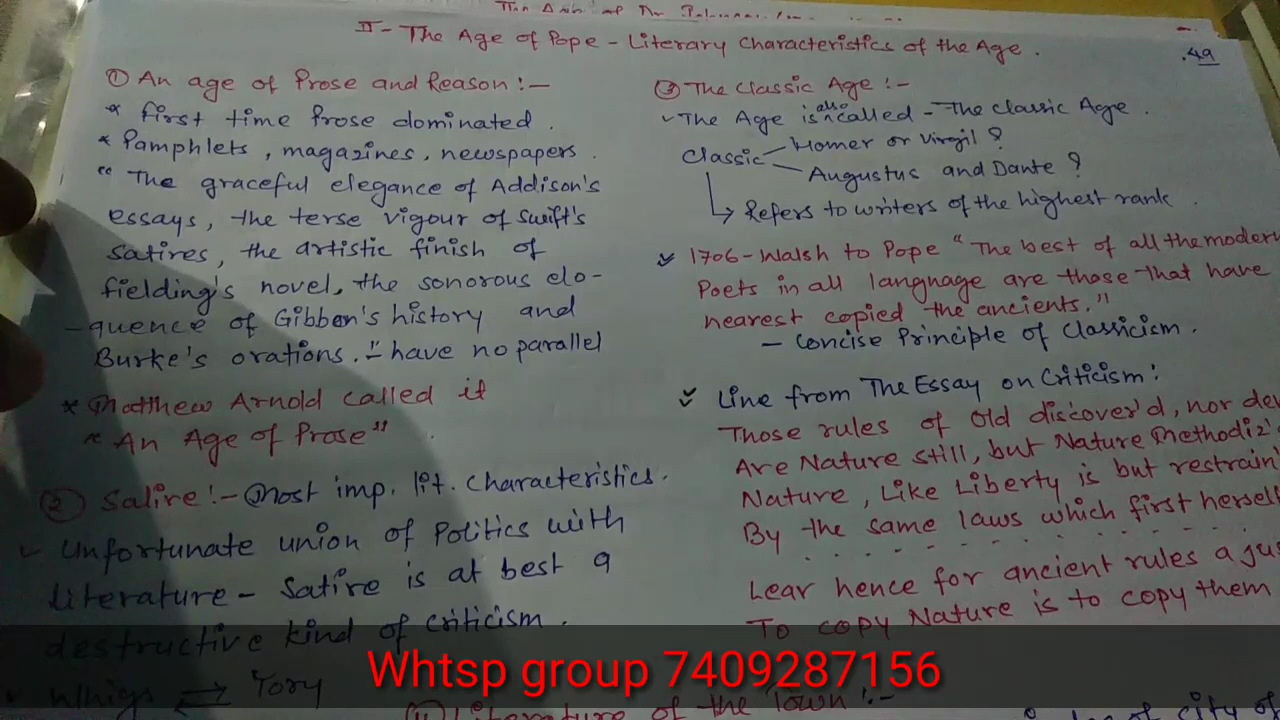 II - The Age of Pope - Literary Characteristics of the Age.
49
① An age of Prose and Reason :-
* First time Prose dominated.
* Pamphlets, magazines, newspapers.
" The graceful elegance of Addison's
essays, the terse vigour of Swift's
satires, the artistic finish of
fielding's novel, the sonorous elo-
-quence of Gibbon's history and
Burke's orations." - have no parallel
* Matthew Arnold called it
" An Age of Prose"
② Satire :- Most imp. lit. characteristics.
Unfortunate union of Politics with
literature - Satire is at best a
destructive kind of criticism.
Whigs ⇄ Tory
③ The Classic Age :-
The Age is also called - The Classic Age.
Classic Homer or Virgil ?
Augustus and Dante ?
Refers to writers of the highest rank.
1706 - Walsh to Pope " The best of all the modern
Poets in all language are those that have
nearest copied the ancients."
- Concise Principle of Classicism.
Line from The Essay on Criticism :
Those rules of old discover'd, nor
Are Nature still, but Nature Methodiz'
Nature, Like Liberty is but restrain
By the same laws which first herself
Lear hence for ancient rules a
To copy Nature is to copy them
Literature of the Town :-
of city of
Whtsp group 7409287156